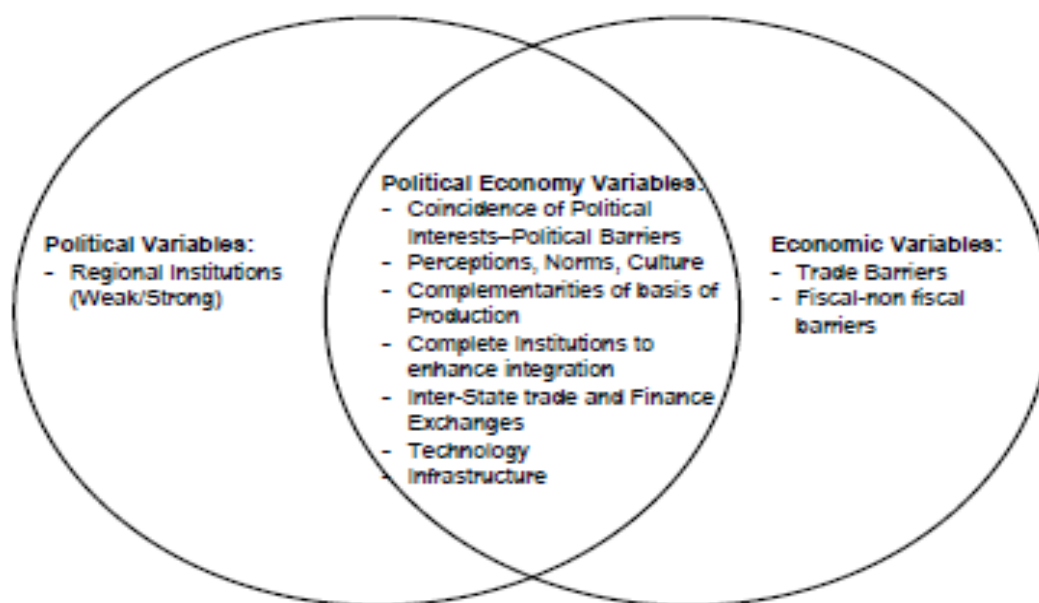 Political Variables:
- Regional Institutions
(Weak/Strong)
Political Economy Variables:
- Coincidence of Political
Interests–Political Barriers
- Perceptions, Norms, Culture
- Complementarities of basis of
Production
- Complete Institutions to
enhance integration
- Inter-State trade and Finance
Exchanges
- Technology
- Infrastructure
Economic Variables:
- Trade Barriers
- Fiscal-non fiscal
barriers